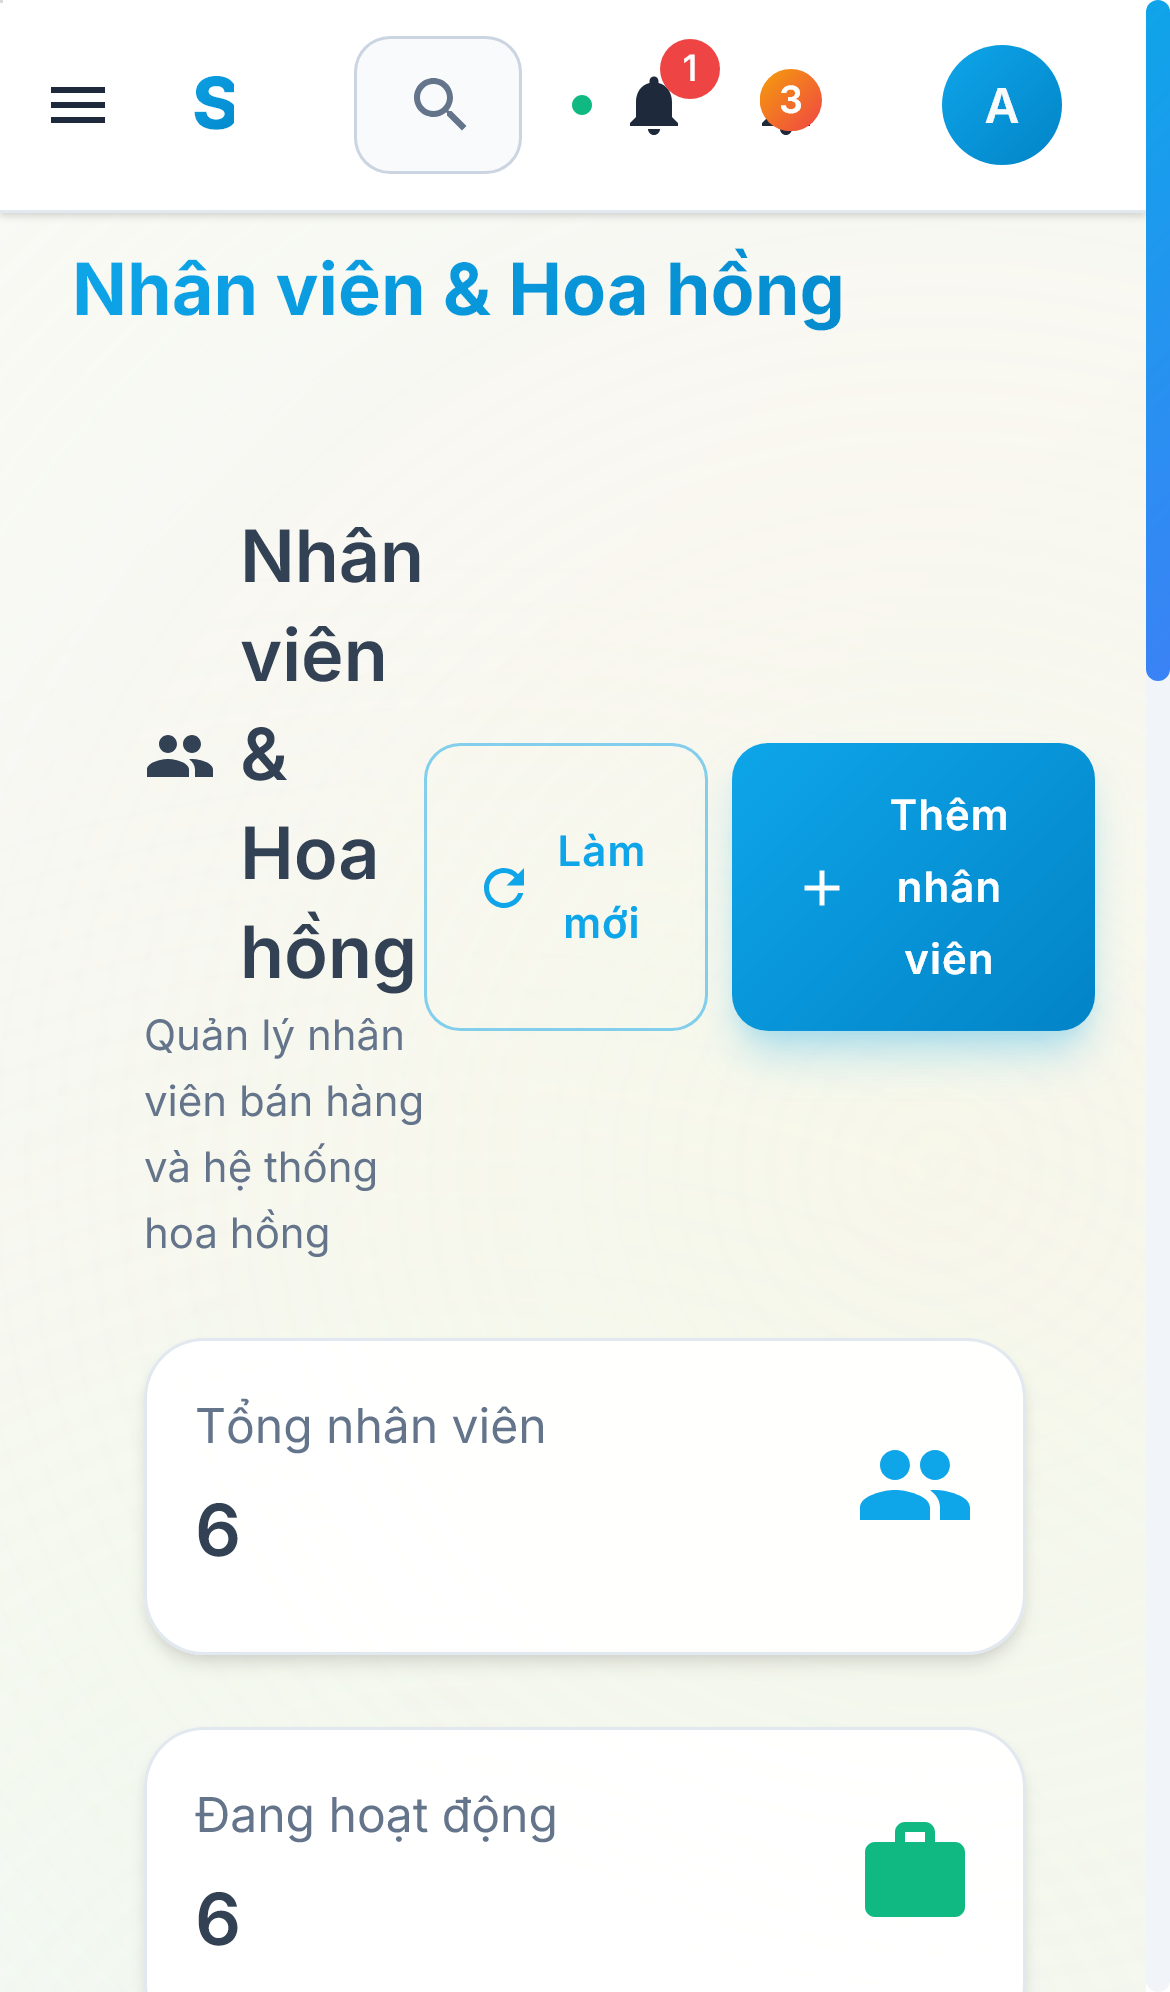 S
1
3
A
Nhân viên & Hoa hồng
Nhân
viên
&
Hoa
hồng
Quản lý nhân
viên bán hàng
và hệ thống
hoa hồng
Làm
mới
Thêm
nhân
viên
Tổng nhân viên
6
Đang hoạt động
6